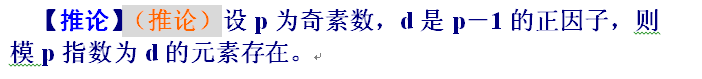 【推论】（推论）设 p 为奇素数，d 是 p－1 的正因子，则
模 p 指数为 d 的元素存在。